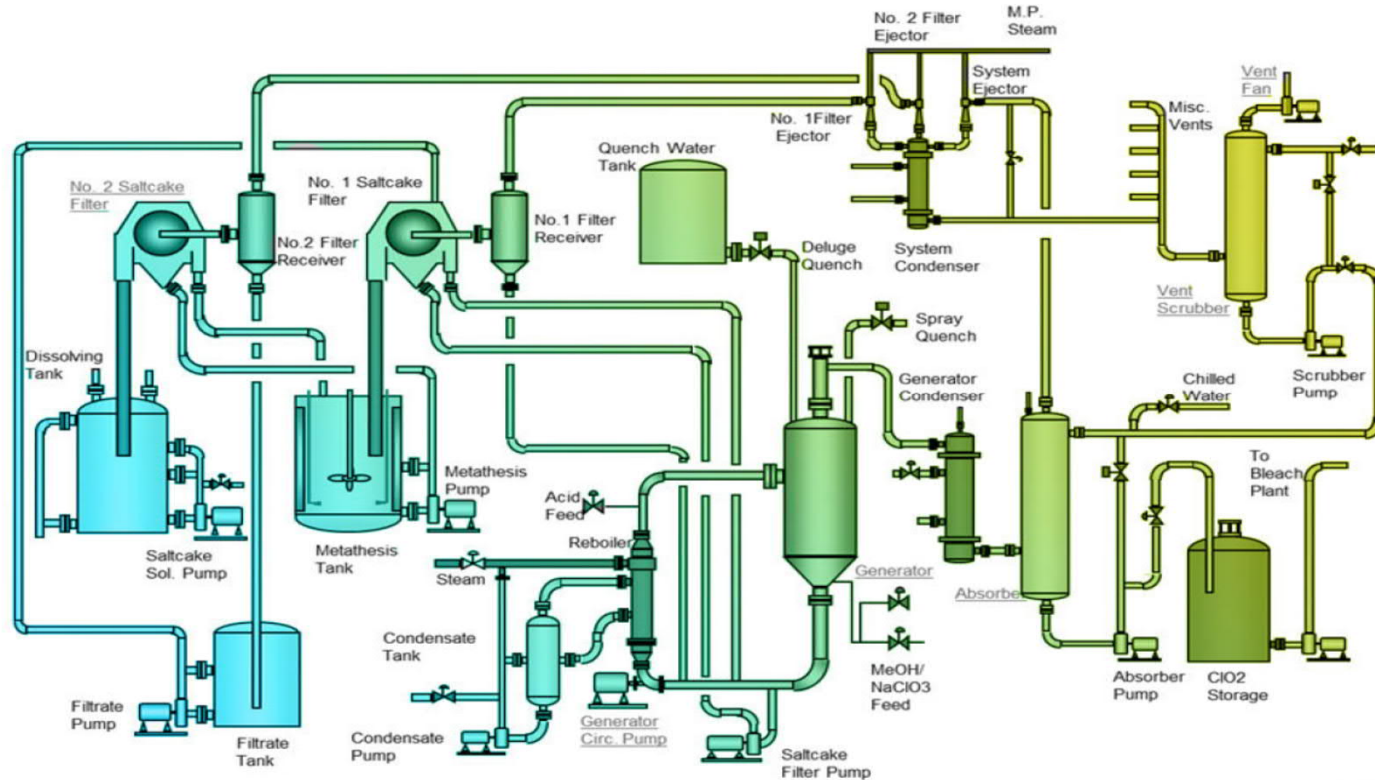 No. 2 Filter
Ejector
M.P.
Steam
System
Ejector
No. 1Filter
Ejector
Misc.
Vents
Vent
Fan
Quench Water
Tank
No. 2 Saltcake
Filter
No. 1 Saltcake
Filter
No.2 Filter
Receiver
No.1 Filter
Receiver
Deluge
Quench
System
Condenser
Vent
Scrubber
Spray
Quench
Dissolving
Tank
Generator
Condenser
Chilled
Water
Scrubber
Pump
Metathesis
Pump
Acid
Feed
To
Bleach
Plant
Saltcake
Sol. Pump
Metathesis
Tank
Reboiler
Steam
Generator
Absorber
Condensate
Tank
MeOH/
NaClO3
Feed
Absorber
Pump
ClO2
Storage
Filtrate
Pump
Filtrate
Tank
Condensate
Pump
Generator
Circ. Pump
Saltcake
Filter Pump